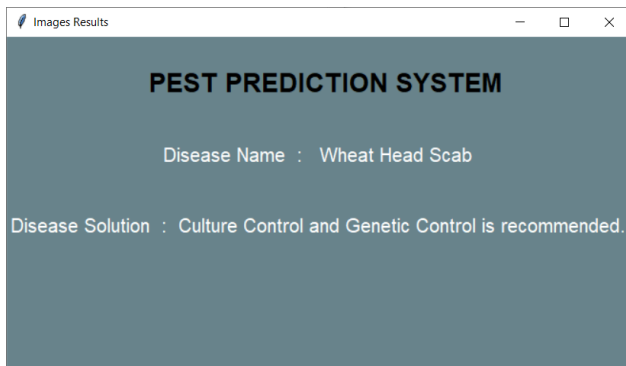 Images Results
PEST PREDICTION SYSTEM
Disease Name : Wheat Head Scab
Disease Solution : Culture Control and Genetic Control is recommended.